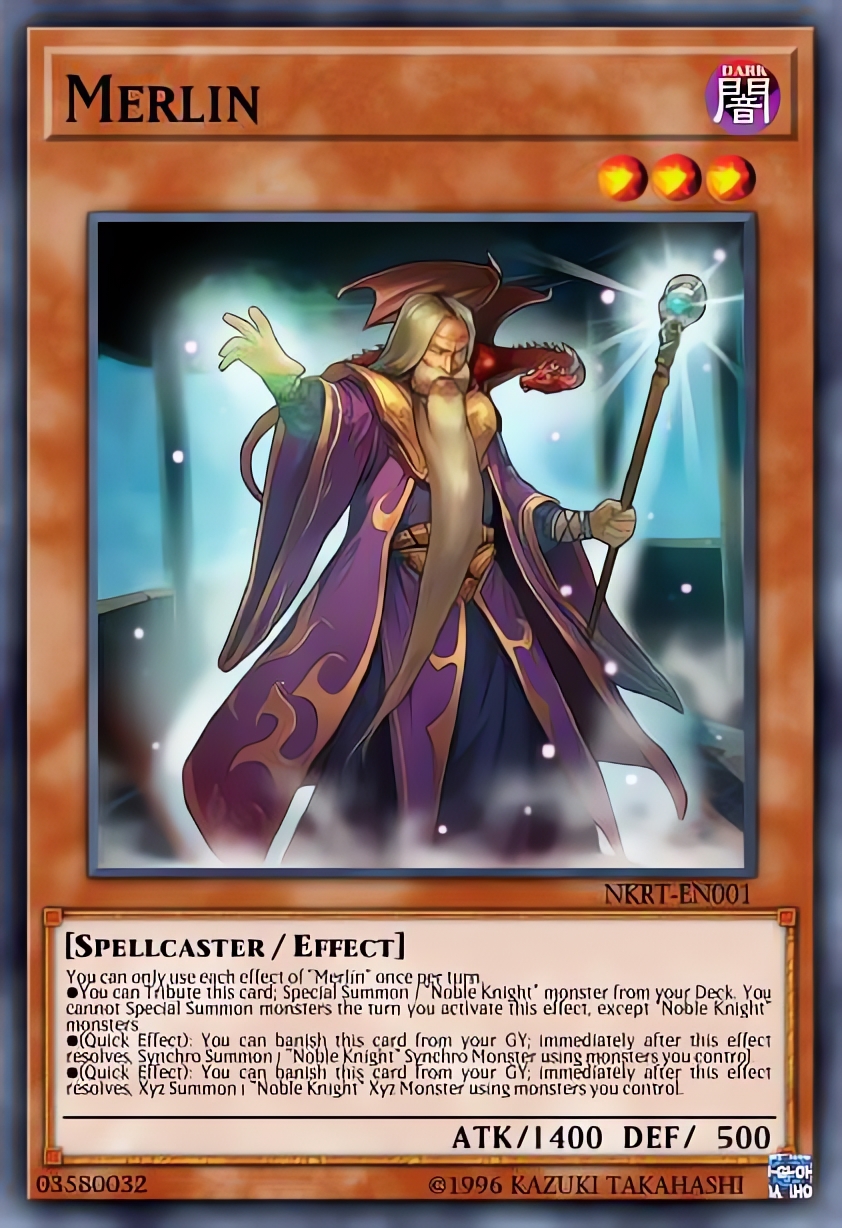 MERLIN
DARK
闇
NKRT-EN001
[SPELLCASTER / EFFECT]
You can only use each effect of "Merlin" once per turn.
●You can Tribute this card; Special Summon / "Noble Knight" monster from your Deck. You
cannot Special Summon monsters the turn you activate this effect, except "Noble Knight"
monsters.
●(Quick Effect): You can banish this card from your GY; immediately after this effect
resolves, Synchro Summon 1 "Noble Knight" Synchro Monster using monsters you control.
●(Quick Effect): You can banish this card from your GY; immediately after this effect
resolves, Xyz Summon 1 "Noble Knight" Xyz Monster using monsters you control.
ATK/1400 DEF/ 500
03580032
©1996 KAZUKI TAKAHASHI